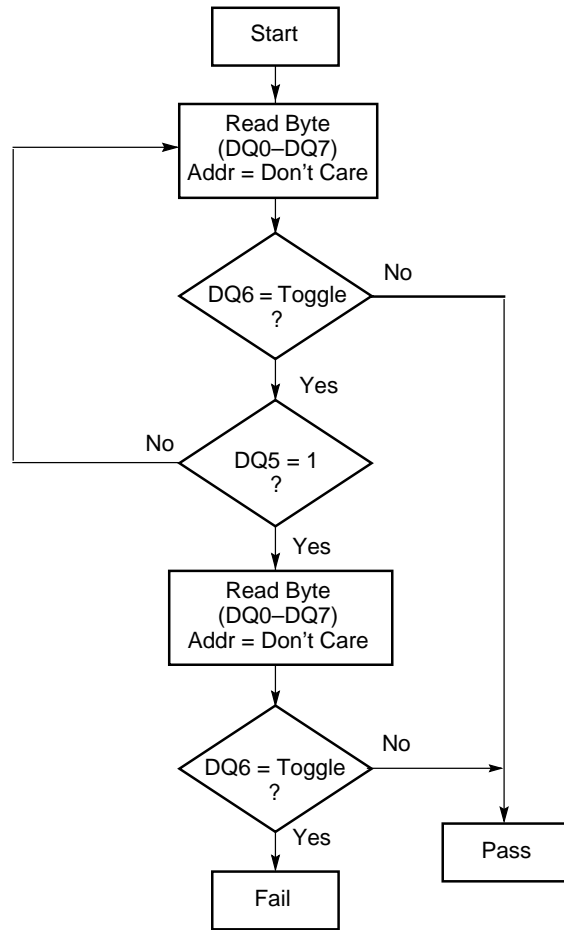 Start
Read Byte
(DQ0–DQ7)
Addr = Don't Care
DQ6 = Toggle
?
No
Yes
DQ5 = 1
?
No
Yes
Read Byte
(DQ0–DQ7)
Addr = Don't Care
DQ6 = Toggle
?
No
Yes
Pass
Fail